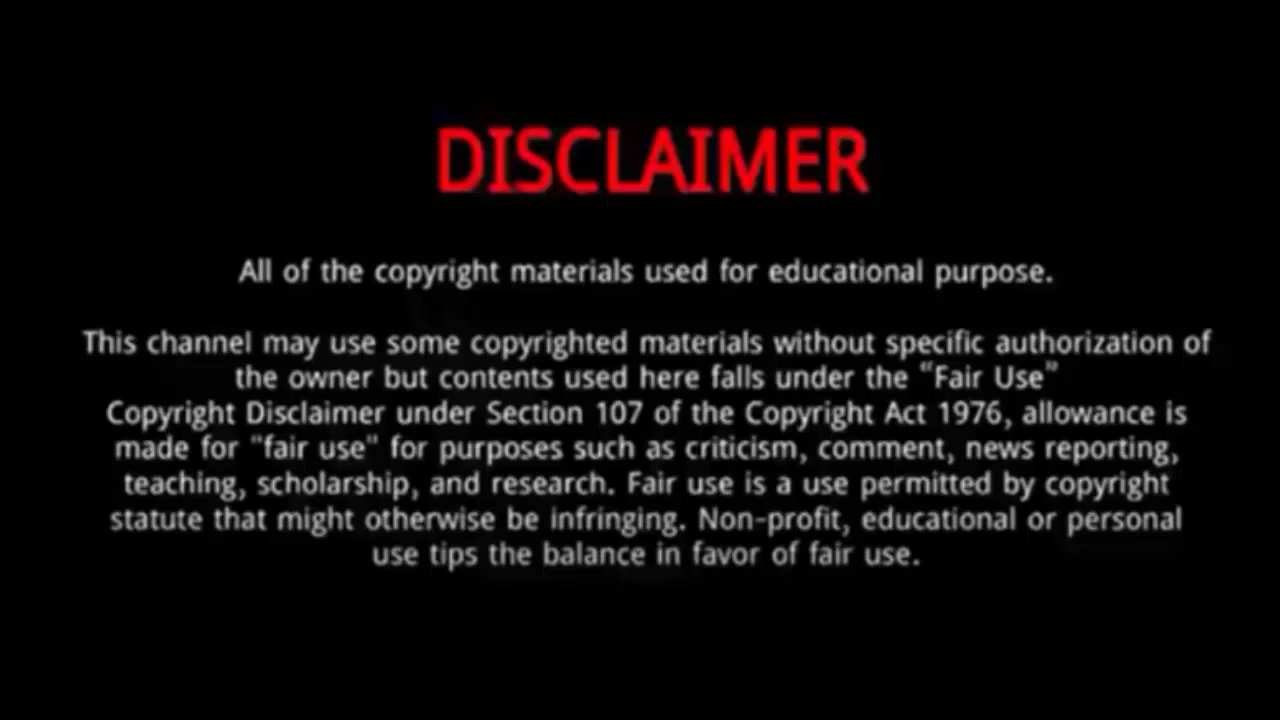 DISCLAIMER
All of the copyright materials used for educational purpose.
This channel may use some copyrighted materials without specific authorization of
the owner but contents used here falls under the “Fair Use”
Copyright Disclaimer under Section 107 of the Copyright Act 1976, allowance is
made for "fair use" for purposes such as criticism, comment, news reporting,
teaching, scholarship, and research. Fair use is a use permitted by copyright
statute that might otherwise be infringing. Non-profit, educational or personal
use tips the balance in favor of fair use.